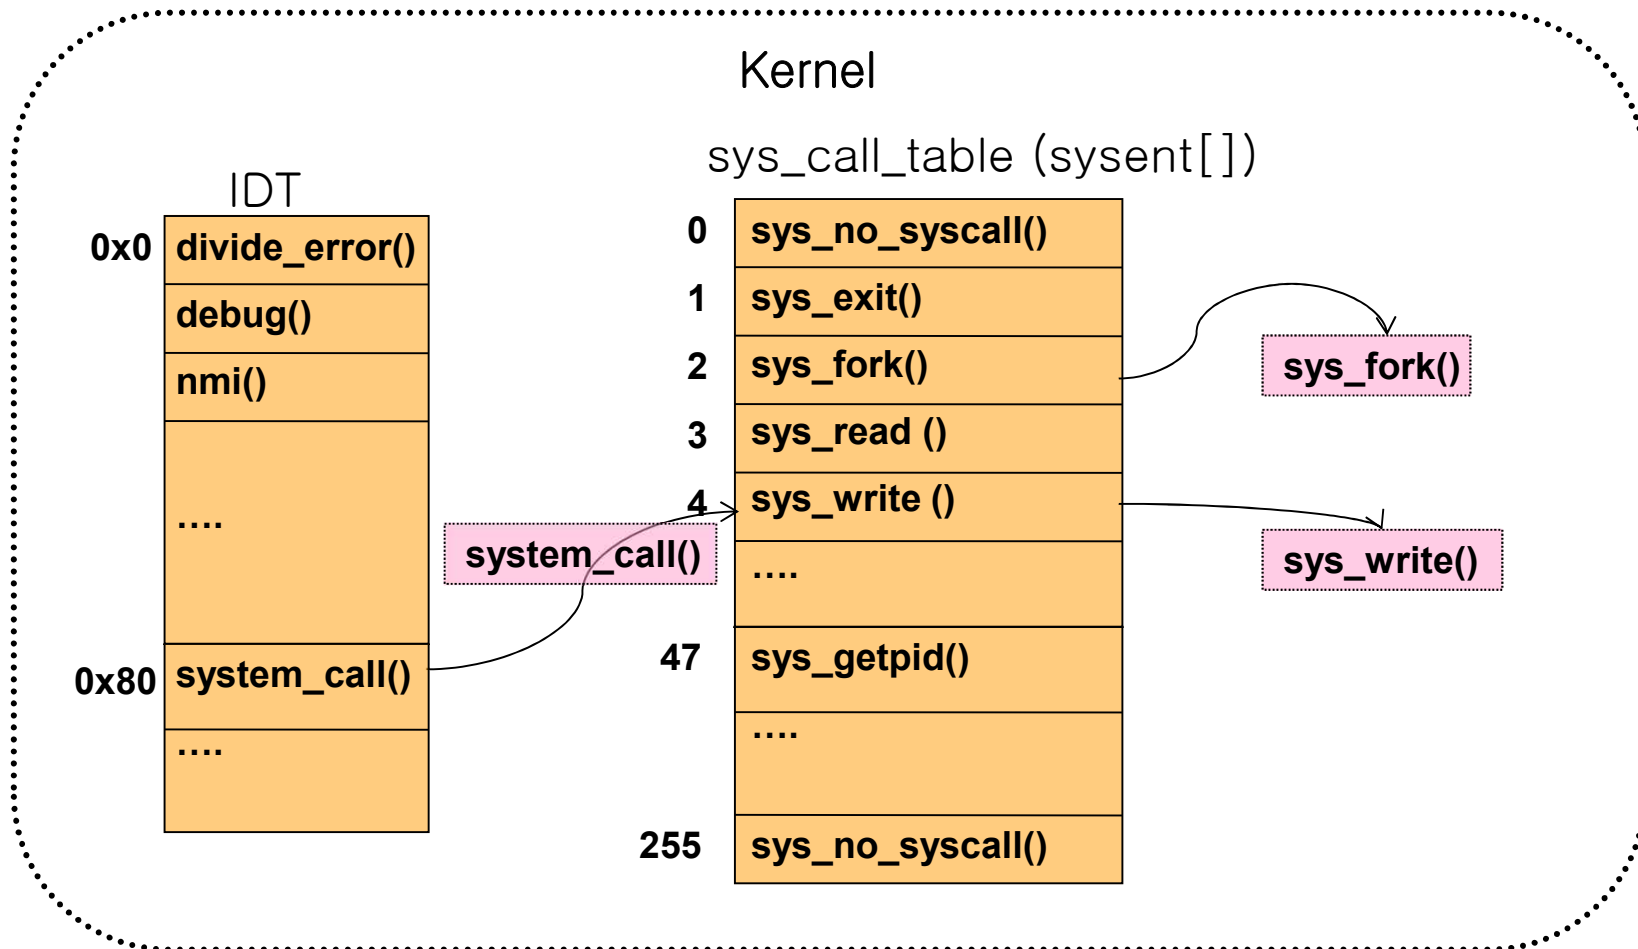 Kernel
sys_call_table (sysent[])
IDT
0x0 divide_error()
debug()
nmi()
....
0x80 system_call()
....
system_call()
0 sys_no_syscall()
1 sys_exit()
2 sys_fork()
3 sys_read ()
4 sys_write ()
....
47 sys_getpid()
....
255 sys_no_syscall()
sys_fork()
sys_write()